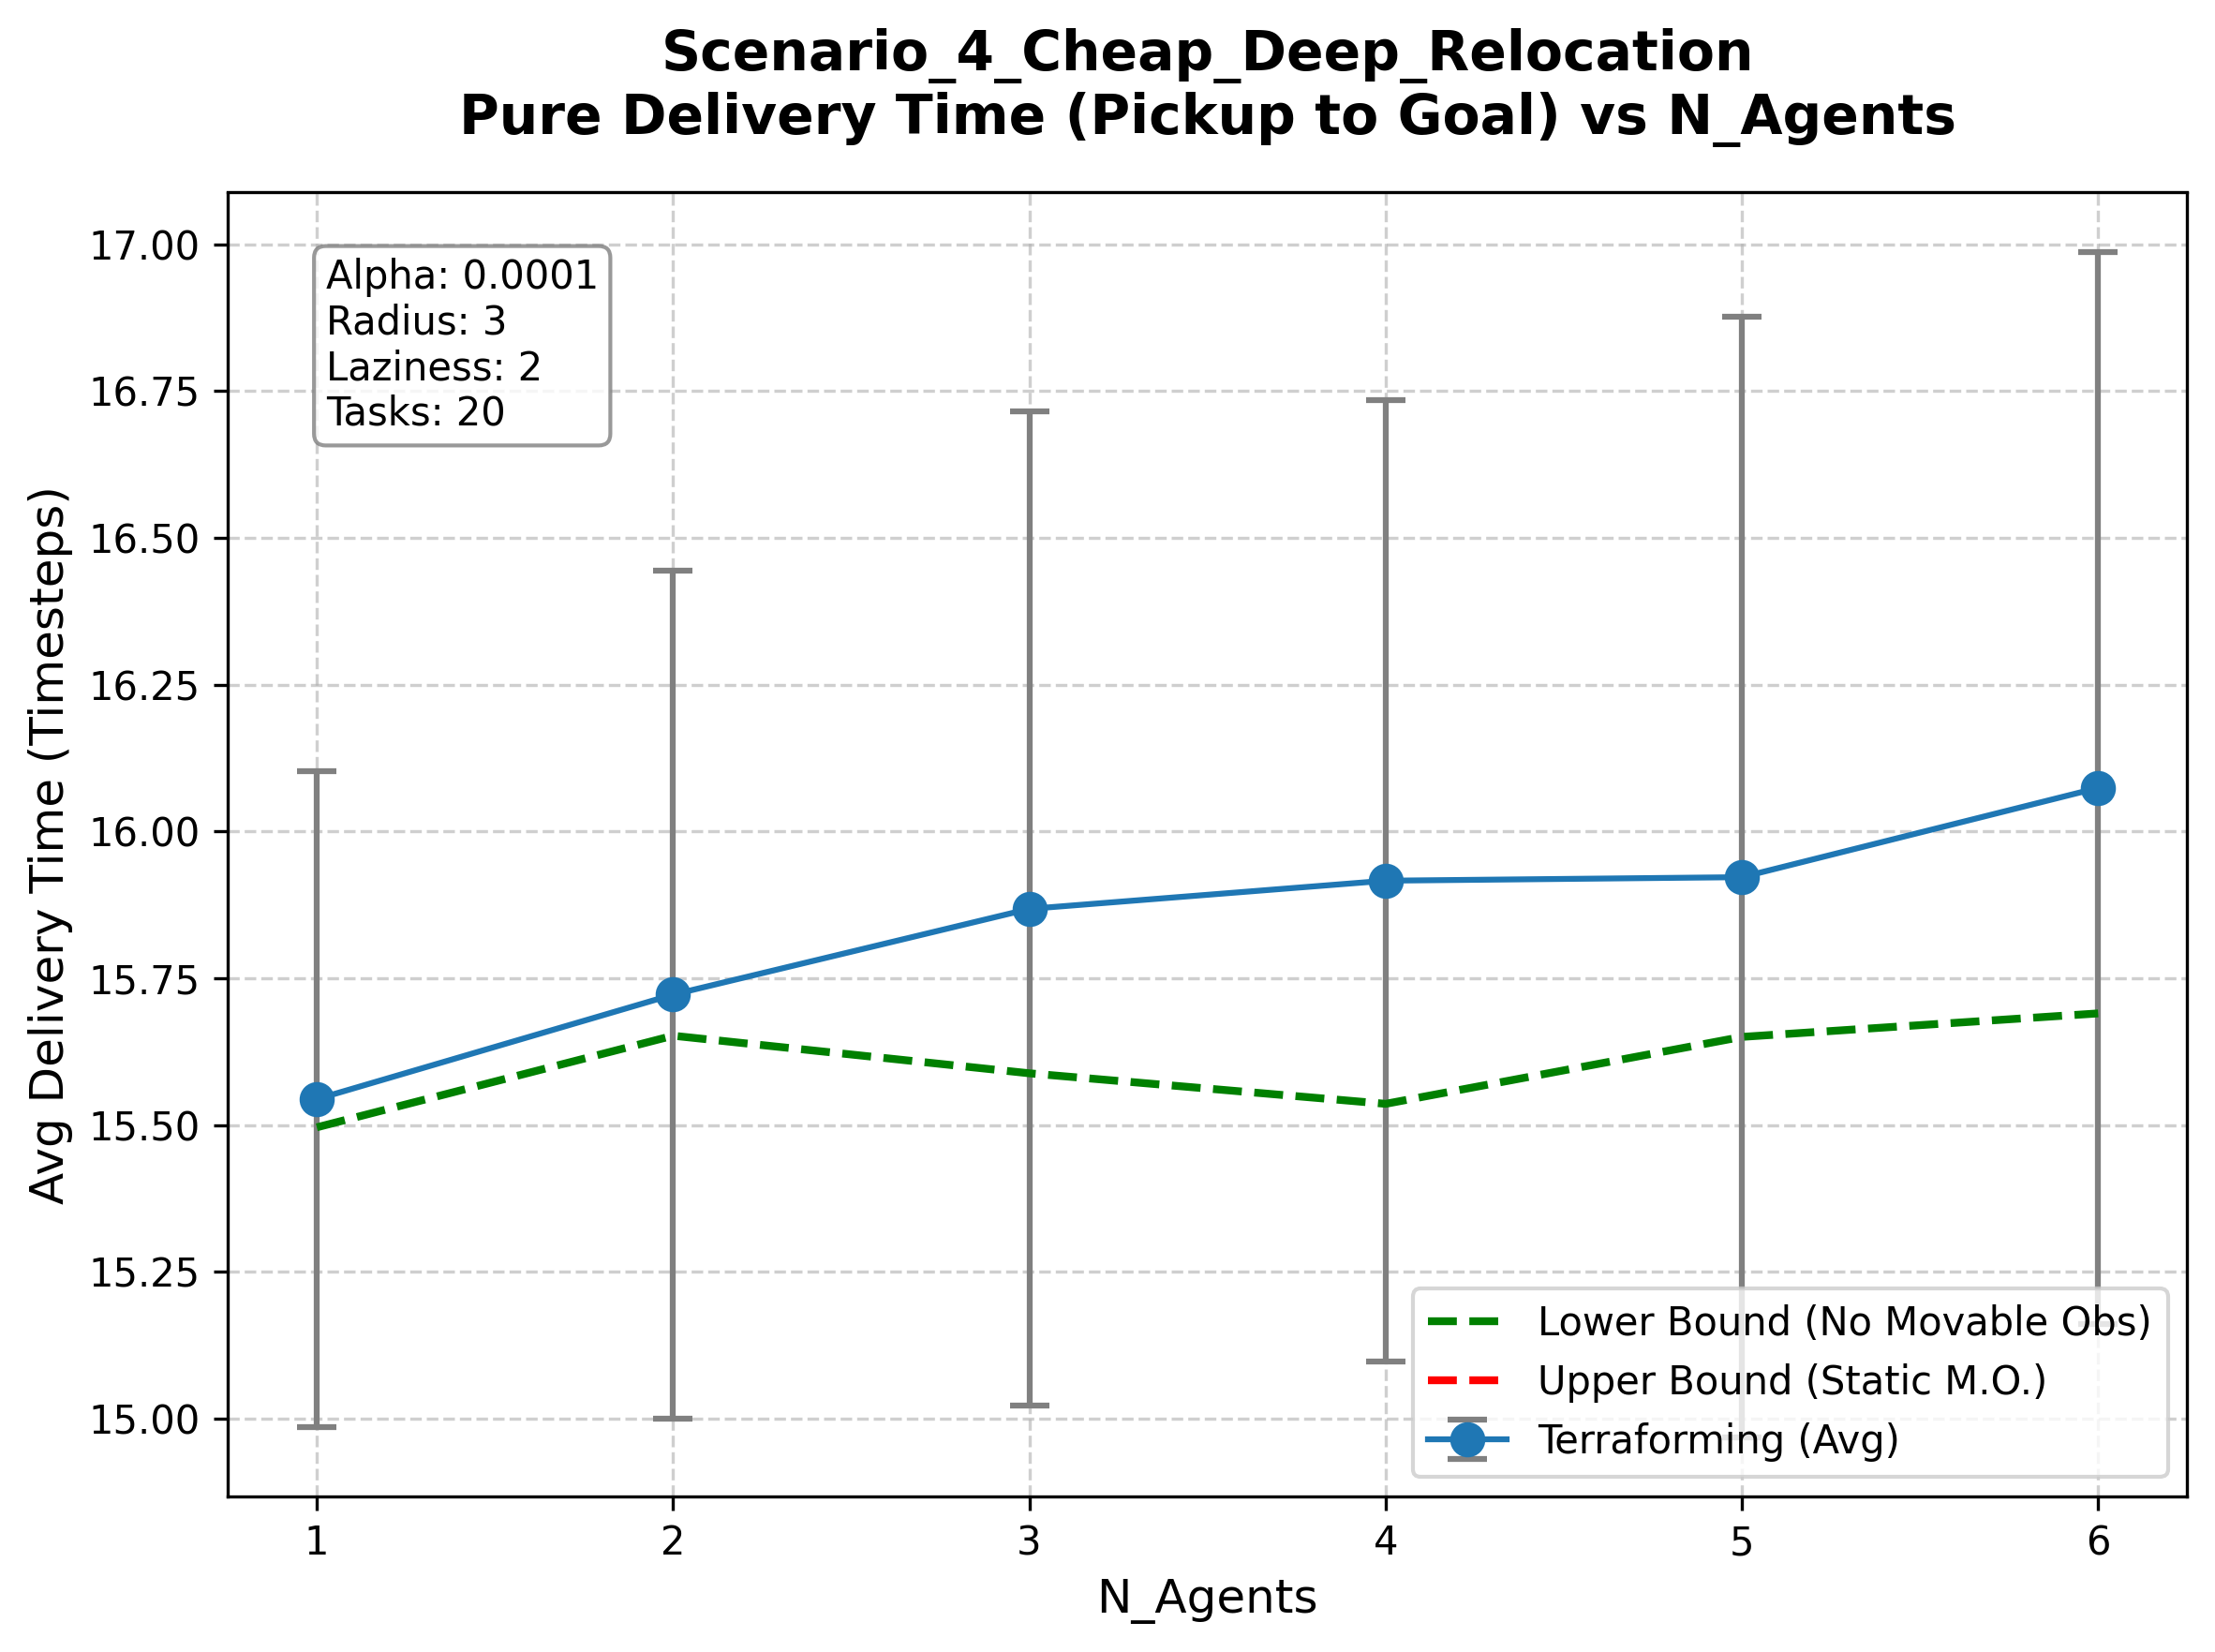 Scenario_4_Cheap_Deep_Relocation
Pure Delivery Time (Pickup to Goal) vs N_Agents
Avg Delivery Time (Timesteps)
17.00
16.75
16.50
16.25
16.00
15.75
15.50
15.25
15.00
Alpha: 0.0001
Radius: 3
Laziness: 2
Tasks: 20
Lower Bound (No Movable Obs)
Upper Bound (Static M.O.)
Terraforming (Avg)
1 2 3 4 5 6
N_Agents